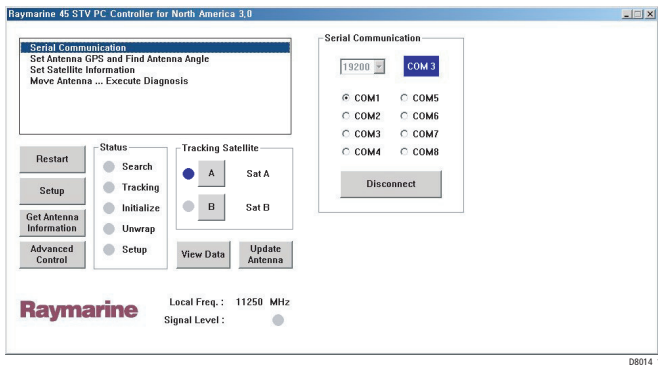 Raymarine 45 STV PC Controller for North America 3.0
Serial Communication
Set Antenna GPS and Find Antenna Angle
Set Satellite Information
Move Antenna ... Execute Diagnosis
Restart
Setup
Get Antenna
Information
Advanced
Control
Status
Search
Tracking
Initialize
Unwrap
Setup
Tracking Satellite
A Sat A
B Sat B
View Data
Update
Antenna
Serial Communication
19200 COM 3
COM1 COM5
COM2 COM6
COM3 COM7
COM4 COM8
Disconnect
Raymarine
Local Freq. : 11250 MHz
Signal Level :
D8014